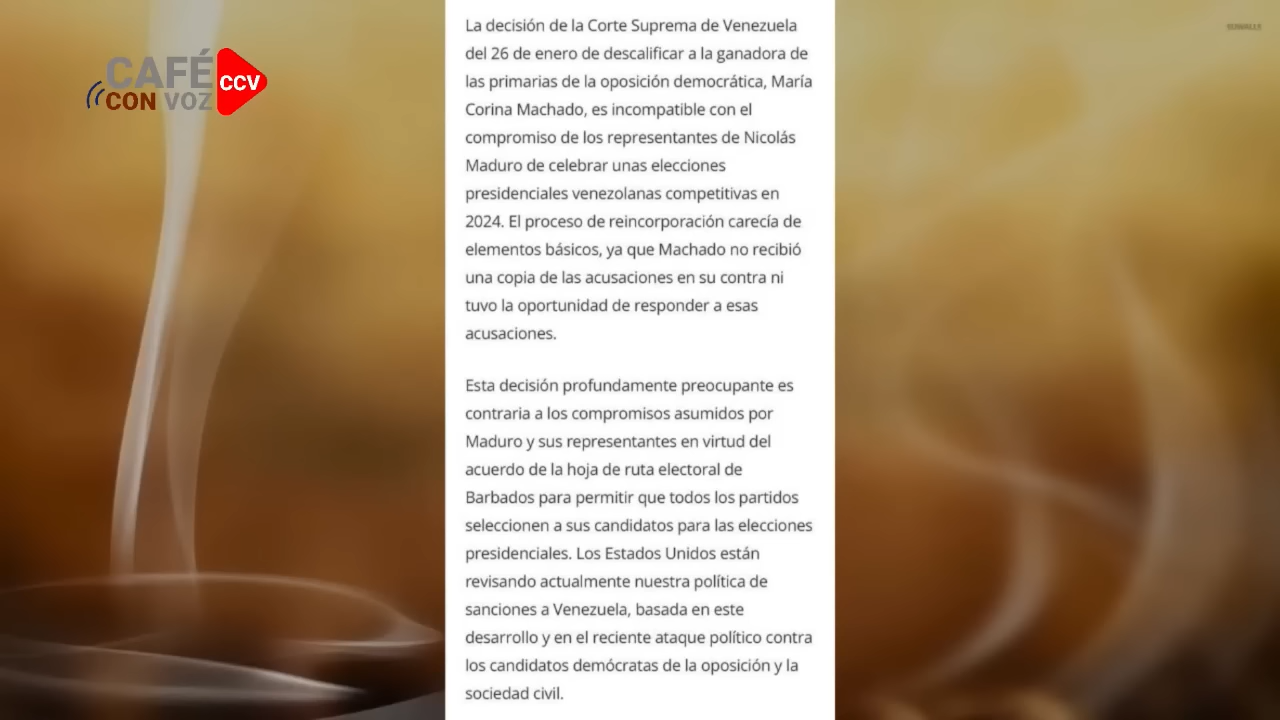 CAFÉ
CON VOZ
CCV
La decisión de la Corte Suprema de Venezuela
del 26 de enero de descalificar a la ganadora de
las primarias de la oposición democrática, María
Corina Machado, es incompatible con el
compromiso de los representantes de Nicolás
Maduro de celebrar unas elecciones
presidenciales venezolanas competitivas en
2024. El proceso de reincorporación carecía de
elementos básicos, ya que Machado no recibió
una copia de las acusaciones en su contra ni
tuvo la oportunidad de responder a esas
acusaciones.
Esta decisión profundamente preocupante es
contraria a los compromisos asumidos por
Maduro y sus representantes en virtud del
acuerdo de la hoja de ruta electoral de
Barbados para permitir que todos los partidos
seleccionen a sus candidatos para las elecciones
presidenciales. Los Estados Unidos están
revisando actualmente nuestra política de
sanciones a Venezuela, basada en este
desarrollo y en el reciente ataque político contra
los candidatos demócratas de la oposición y la
sociedad civil.